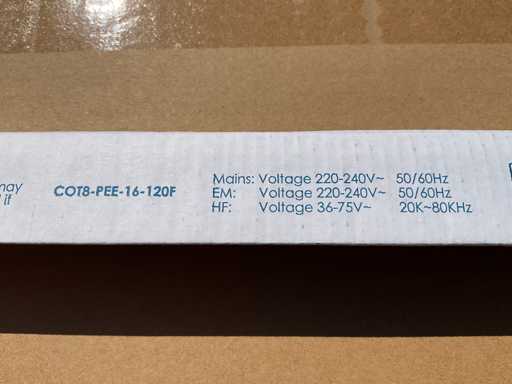 may
if
COT8-PEE-16-120F
Mains: Voltage 220-240V~ 50/60Hz
EM: Voltage 220-240V~ 50/60Hz
HF: Voltage 36-75V~ 20K~80KHz